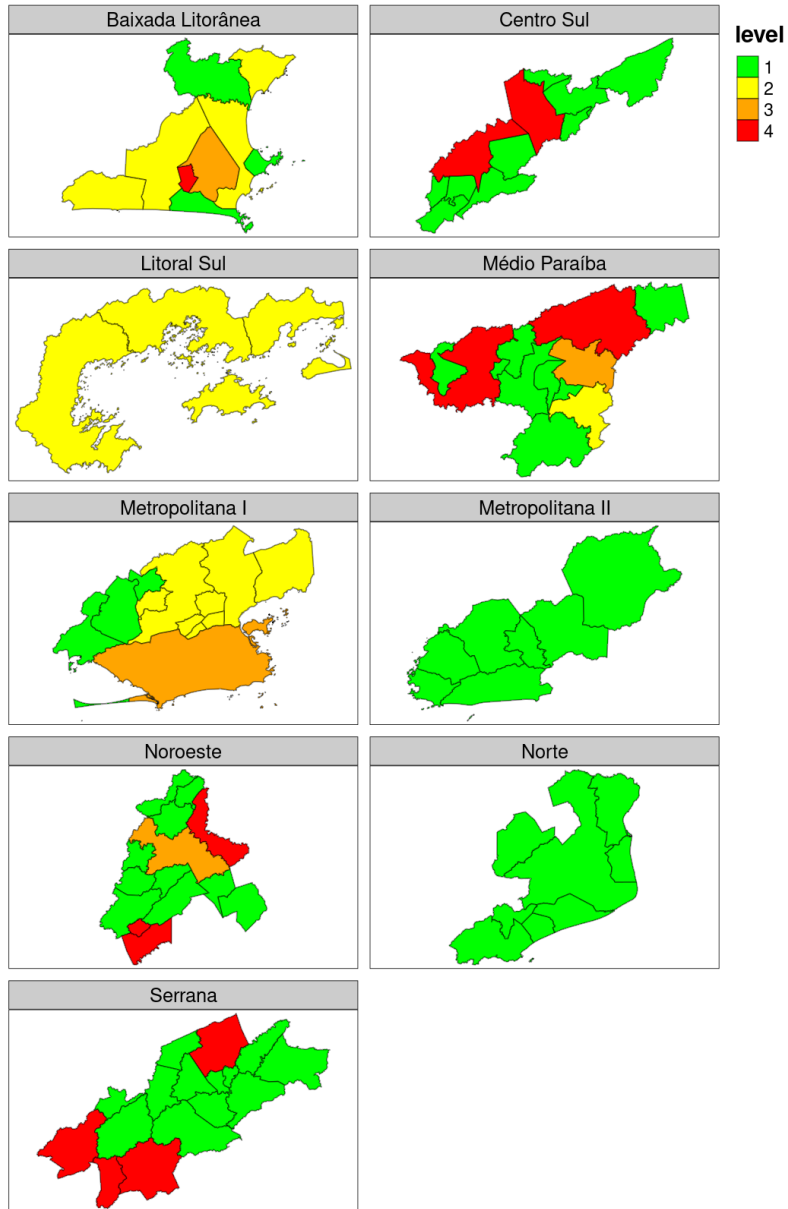 Baixada Litorânea
Centro Sul
level
1
2
3
4
Litoral Sul
Médio Paraíba
Metropolitana I
Metropolitana II
Noroeste
Norte
Serrana